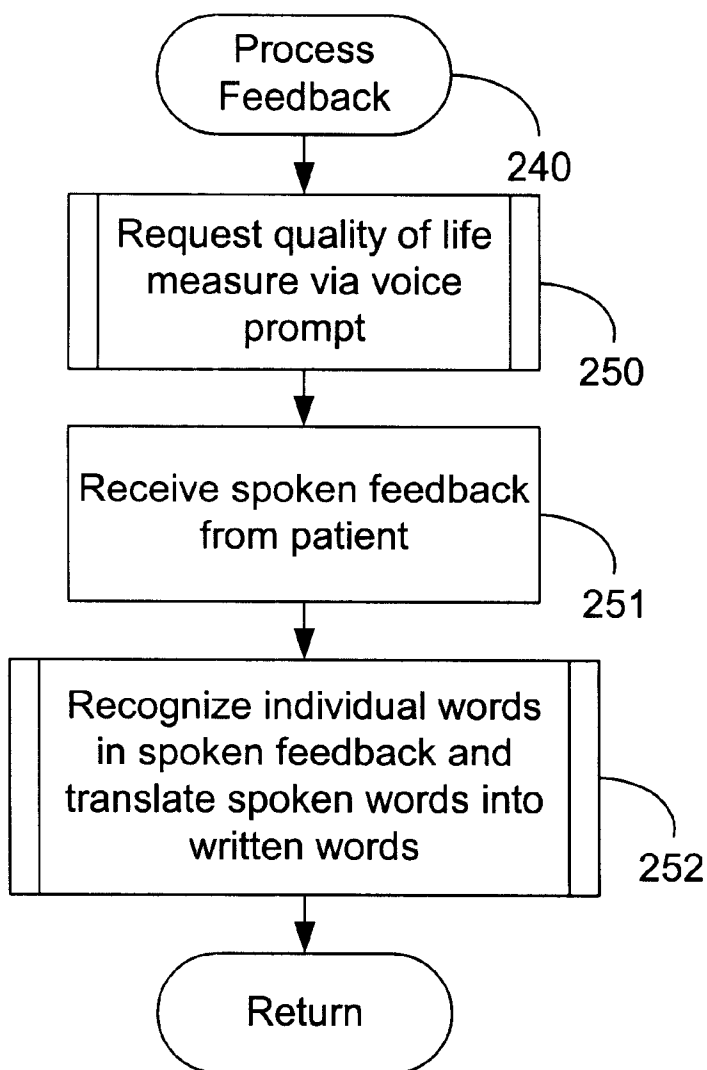 Process
Feedback
240
Request quality of life
measure via voice
prompt
250
Receive spoken feedback
from patient
251
Recognize individual words
in spoken feedback and
translate spoken words into
written words
252
Return